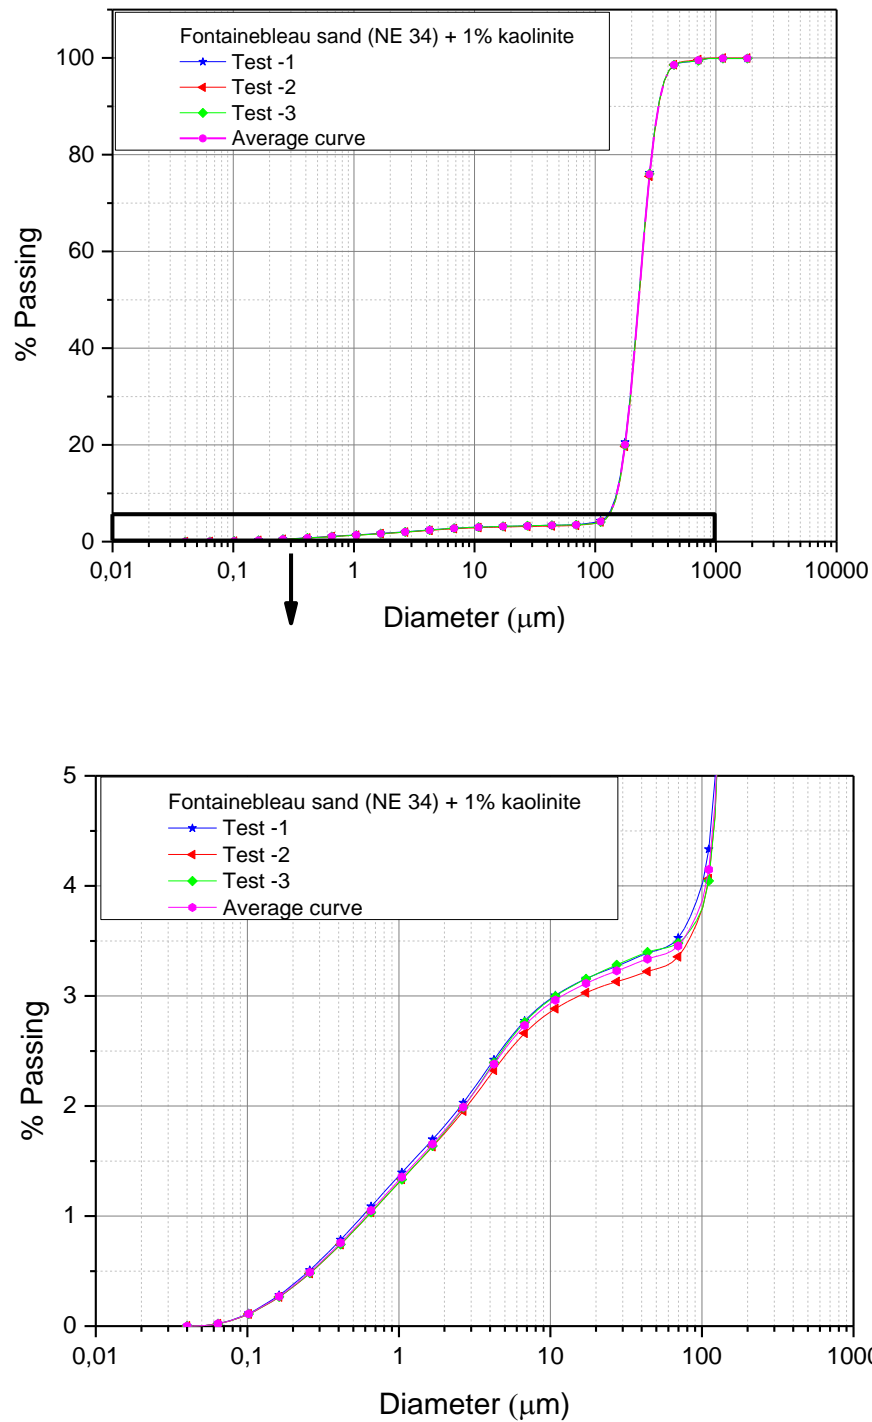 Fontainebleau sand (NE 34) + 1% kaolinite
Test -1
Test -2
Test -3
Average curve
% Passing
100
80
60
40
20
0
0,01
0,1
1
10
100
1000
10000
Diameter (μm)
Fontainebleau sand (NE 34) + 1% kaolinite
Test -1
Test -2
Test -3
Average curve
% Passing
5
4
3
2
1
0
0,01
0,1
1
10
100
1000
Diameter (μm)